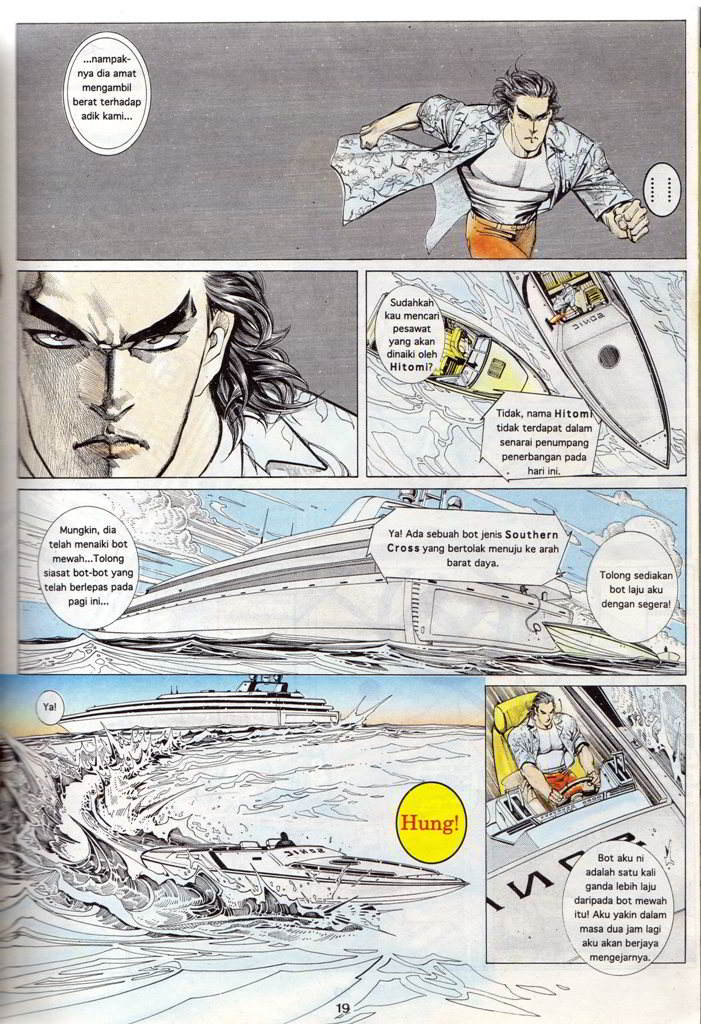 ...nampak-
nya dia amat
mengambil
berat terhadap
adik kami...
......
Sudahkah
kau mencari
pesawat
yang akan
dinaiki oleh
Hitomi?
SONIC
Tidak, nama Hitomi
tidak terdapat dalam
senarai penumpang
penerbangan pada
hari ini.
Mungkin, dia
telah menaiki bot
mewah...Tolong
siasat bot-bot yang
telah berlepas pada
pagi ini...
Ya! Ada sebuah bot jenis Southern
Cross yang bertolak menuju ke arah
barat daya.
Tolong sediakan
bot laju aku
dengan segera!
Ya!
Hung!
SONIC
SONIC
Bot aku ni
adalah satu kali
ganda lebih laju
daripada bot mewah
itu! Aku yakin dalam
masa dua jam lagi
aku akan berjaya
mengejarnya.
19